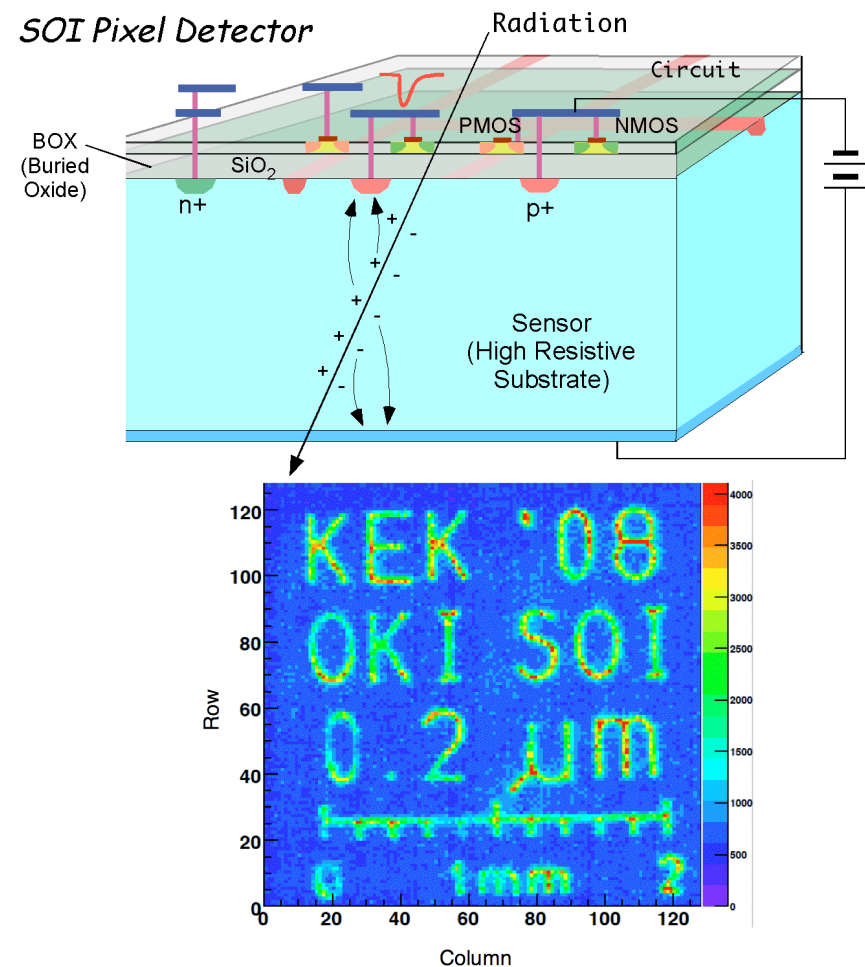 SOI Pixel Detector
Radiation
Circuit
PMOS
NMOS
BOX
(Buried
Oxide)
SiO2
n+
p+
+
-
+
-
+
-
+
-
+
-
Sensor
(High Resistive
Substrate)
KEK '08
OKI SOI
0.2 μm
0 1mm 2
Row
120
100
80
60
40
20
0
0 20 40 60 80 100 120
Column
4000
3500
3000
2500
2000
1500
1000
500
0